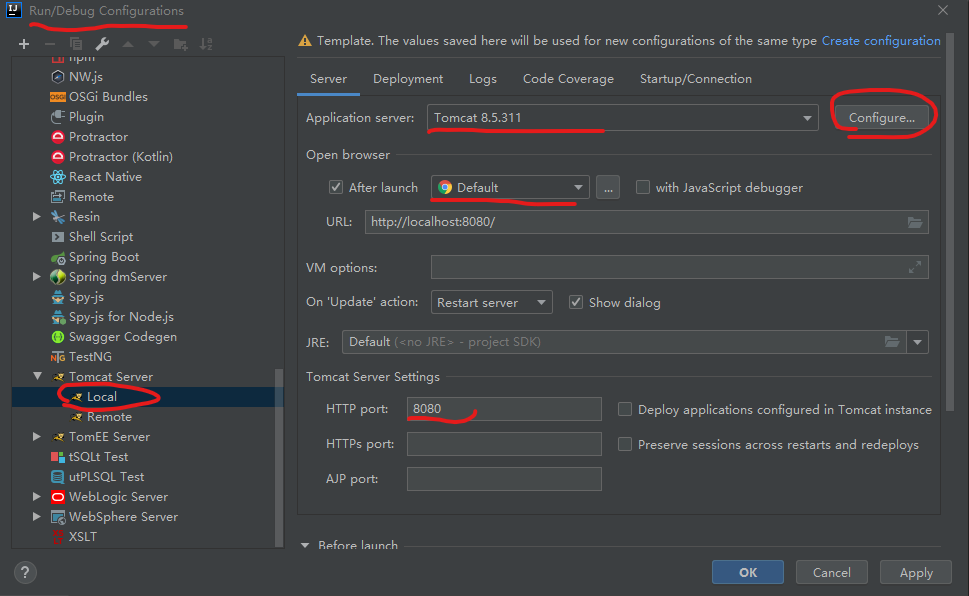 Run/Debug Configurations
Template. The values saved here will be used for new configurations of the same type Create configuration
npm
NW.js
OSGi Bundles
Plugin
Protractor
Protractor (Kotlin)
React Native
Remote
Resin
Shell Script
Spring Boot
Spring dmServer
Spy-js
Spy-js for Node.js
Swagger Codegen
TestNG
Tomcat Server
Local
Remote
TomEE Server
tSQLt Test
utPLSQL Test
WebLogic Server
WebSphere Server
XSLT
Server Deployment Logs Code Coverage Startup/Connection
Application server: Tomcat 8.5.311 Configure...
Open browser
After launch Default ... with JavaScript debugger
URL: http://localhost:8080/
VM options:
On 'Update' action: Restart server Show dialog
JRE: Default (<no JRE> - project SDK)
Tomcat Server Settings
HTTP port: 8080 Deploy applications configured in Tomcat instance
HTTPs port: Preserve sessions across restarts and redeploys
AJP port:
Before launch
? OK Cancel Apply